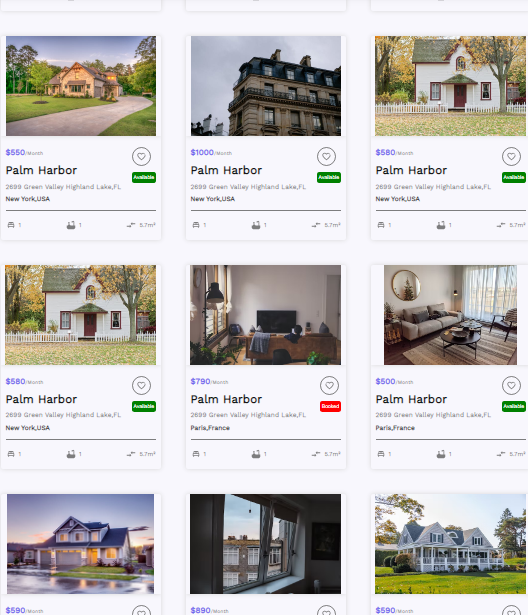 $550/Month
Palm Harbor
Available
2699 Green Valley Highland Lake,FL
New York,USA
1 1 5.7m²
$1000/Month
Palm Harbor
Available
2699 Green Valley Highland Lake,FL
New York,USA
1 1 5.7m²
$580/Month
Palm Harbor
Available
2699 Green Valley Highland Lake,FL
New York,USA
1 1 5.7m²
$580/Month
Palm Harbor
Available
2699 Green Valley Highland Lake,FL
New York,USA
1 1 5.7m²
$790/Month
Palm Harbor
Booked
2699 Green Valley Highland Lake,FL
Paris,France
1 1 5.7m²
$500/Month
Palm Harbor
Available
2699 Green Valley Highland Lake,FL
Paris,France
1 1 5.7m²
$590/Month
$890/Month
$590/Month